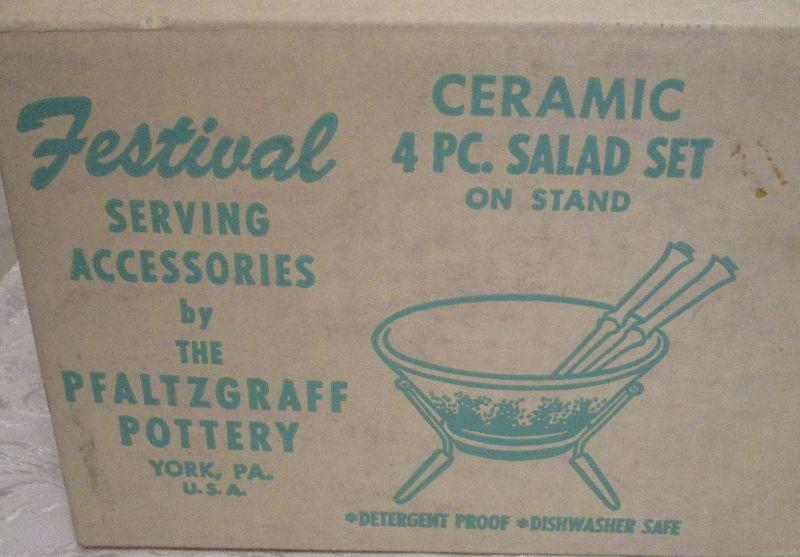 Festival
SERVING
ACCESSORIES
by
THE
PFALTZGRAFF
POTTERY
YORK, PA.
U.S.A.
CERAMIC
4 PC. SALAD SET
ON STAND
*DETERGENT PROOF *DISHWASHER SAFE